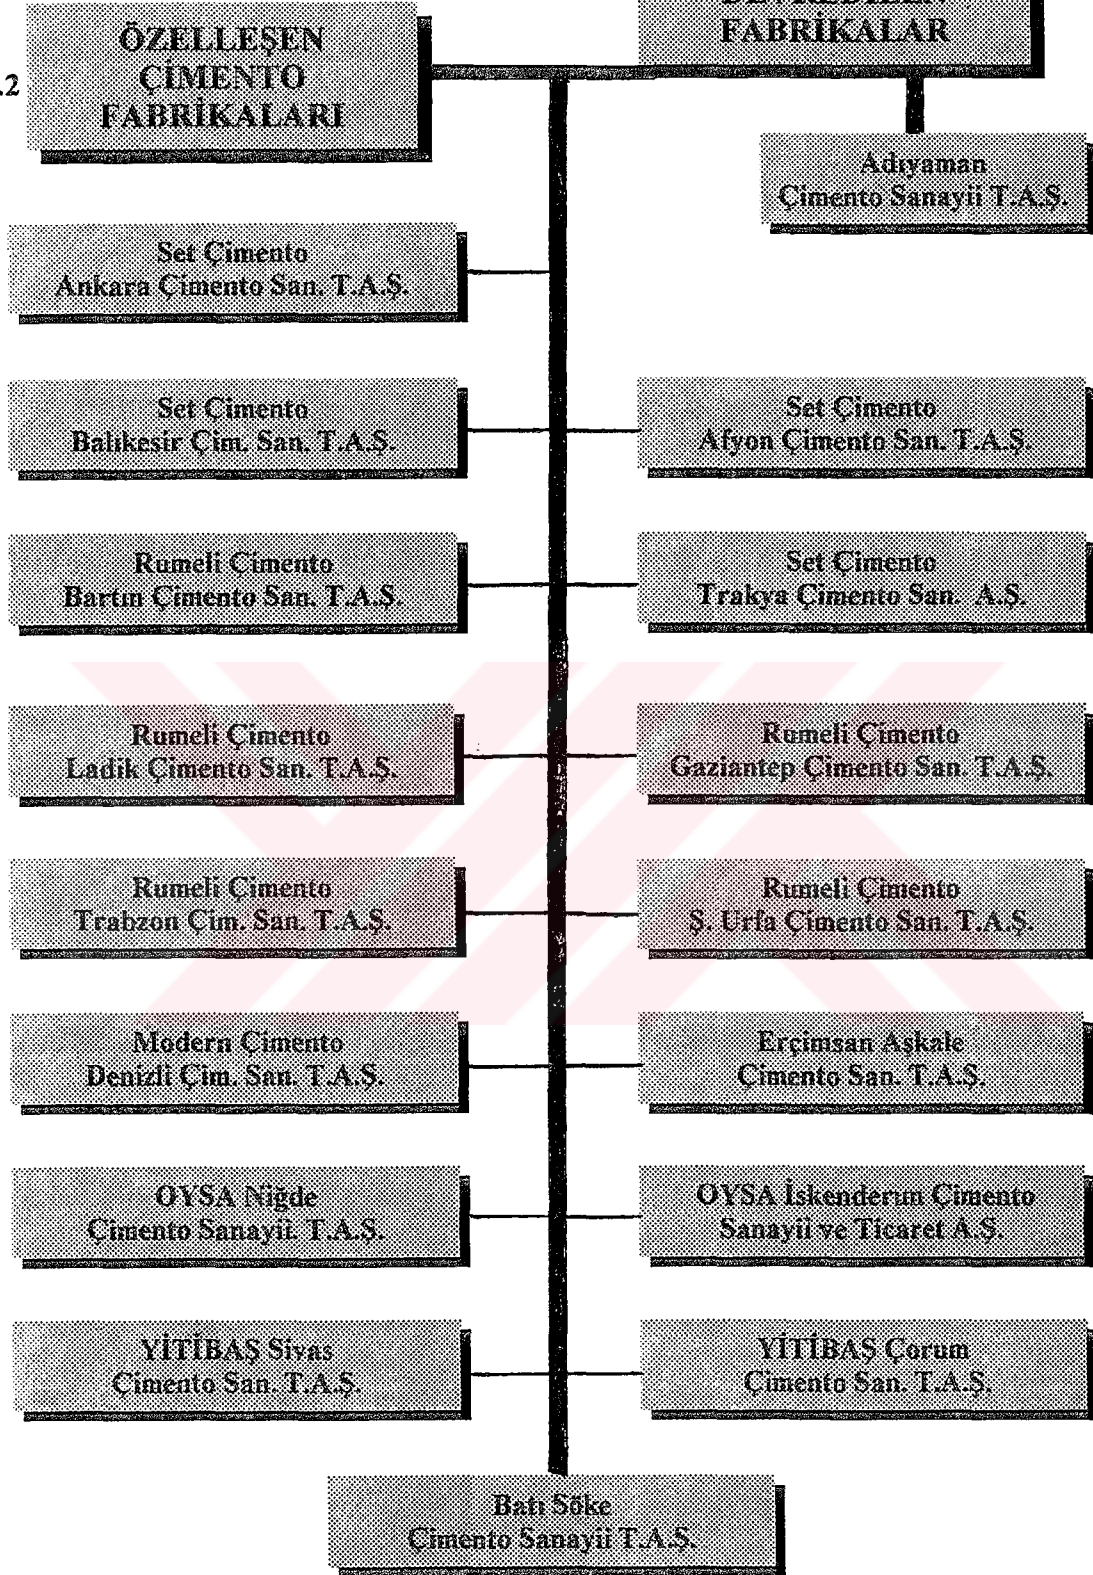 .2
ÖZELLEŞEN
ÇİMENTO
FABRİKALARI
DEVREDİLEN
FABRİKALAR
Adıyaman
Çimento Sanayii T.A.Ş.
Set Çimento
Ankara Çimento San. T.A.Ş.
Set Çimento
Balıkesir Çim. San. T.A.Ş.
Set Çimento
Afyon Çimento San. T.A.Ş.
Rumeli Çimento
Bartın Çimento San. T.A.Ş.
Set Çimento
Trakya Çimento San. A.Ş.
Rumeli Çimento
Ladik Çimento San. T.A.Ş.
Rumeli Çimento
Gaziantep Çimento San. T.A.Ş.
Rumeli Çimento
Trabzon Çim. San. T.A.Ş.
Rumeli Çimento
Ş. Urfa Çimento San. T.A.Ş.
Modern Çimento
Denizli Çim. San. T.A.Ş.
Erçimsan Aşkale
Çimento San. T.A.Ş.
OYSA Niğde
Çimento Sanayii. T.A.Ş.
OYSA İskenderun Çimento
Sanayii ve Ticaret A.Ş.
YİTİBAŞ Sivas
Çimento San. T.A.Ş.
YİTİBAŞ Çorum
Çimento San. T.A.Ş.
Batı Söke
Çimento Sanayii T.A.Ş.